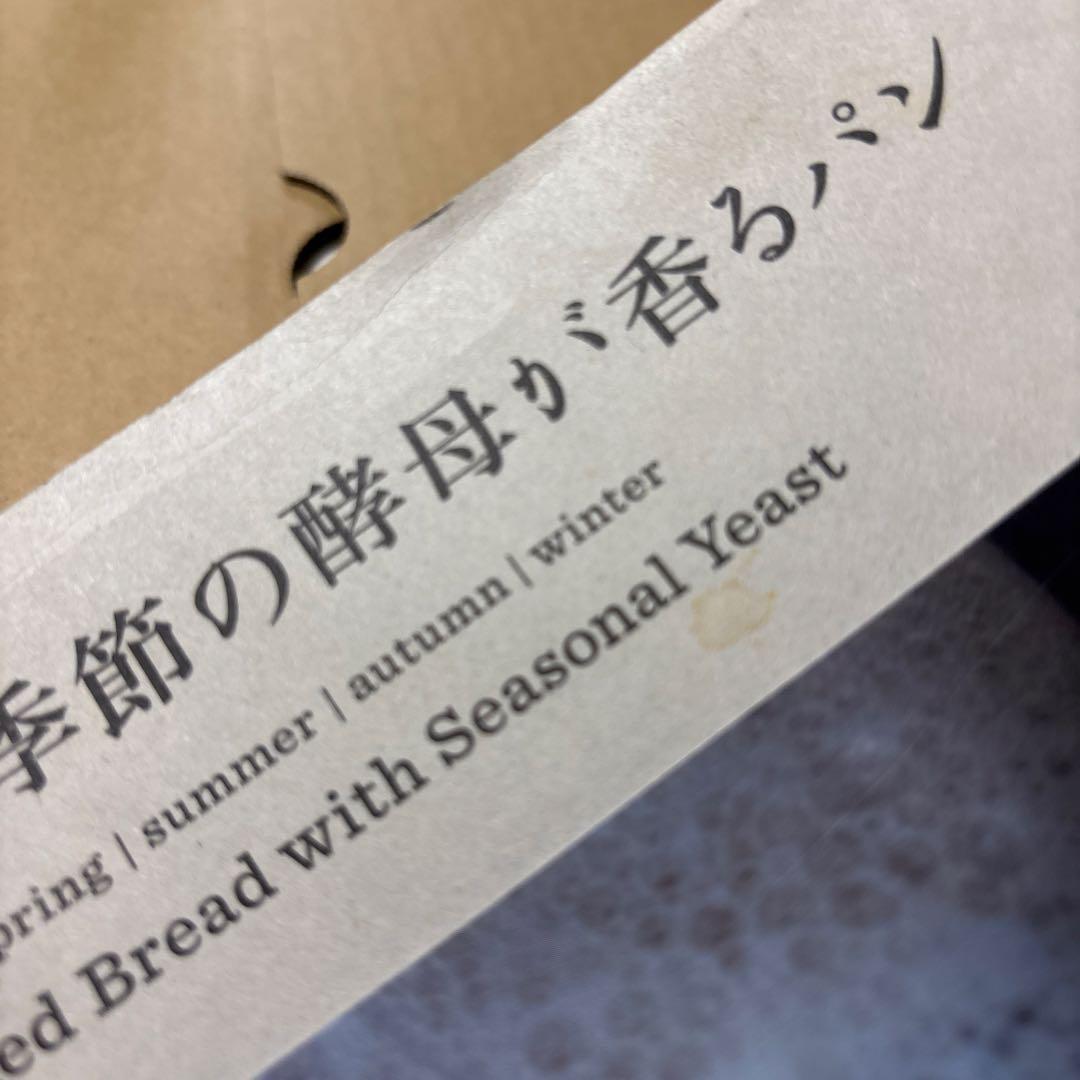 季節の酵母が香るパン
pring | summer | autumn | winter
ed Bread with Seasonal Yeast